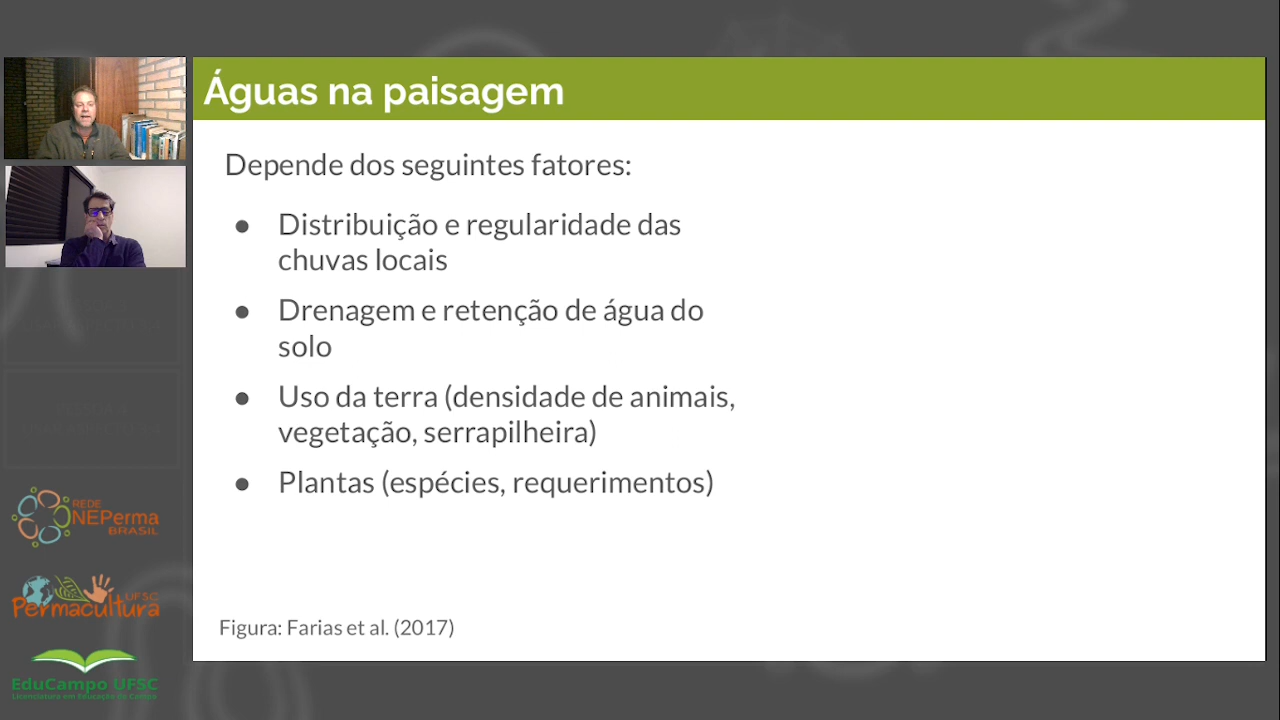 Águas na paisagem
Depende dos seguintes fatores:
● Distribuição e regularidade das
chuvas locais
● Drenagem e retenção de água do
solo
● Uso da terra (densidade de animais,
vegetação, serrapilheira)
● Plantas (espécies, requerimentos)
Figura: Farias et al. (2017)
REDE
NEPerma
BRASIL
UFSC
Permacultura
EduCampo UFSC
Licenciatura em Educação do Campo